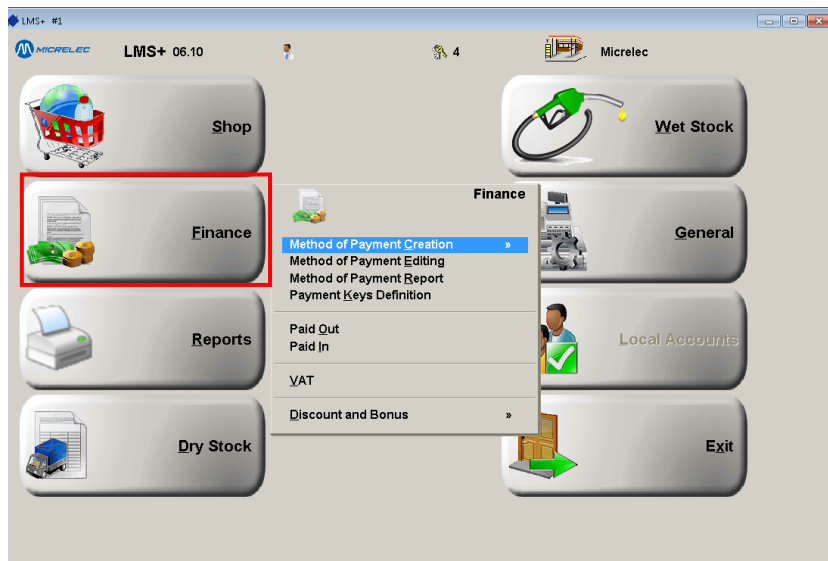 LMS+ #1
MICRELEC LMS+ 06.10 4 Micrelec
Shop
Wet Stock
Finance
General
Reports
Local Accounts
Dry Stock
Exit
Finance
Method of Payment Creation »
Method of Payment Editing
Method of Payment Report
Payment Keys Definition
Paid Out
Paid In
VAT
Discount and Bonus »